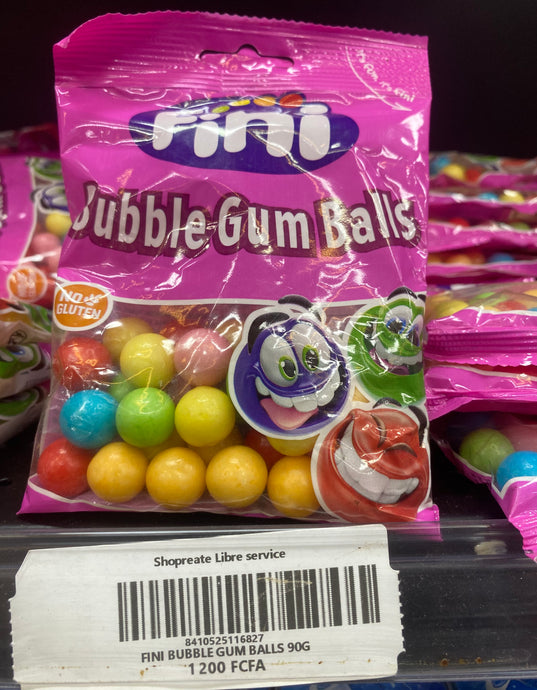 Fini
Bubble Gum Balls
NO
GLUTEN
Shopreate Libre service
8410525116827
FINI BUBBLE GUM BALLS 90G
1 200 FCFA